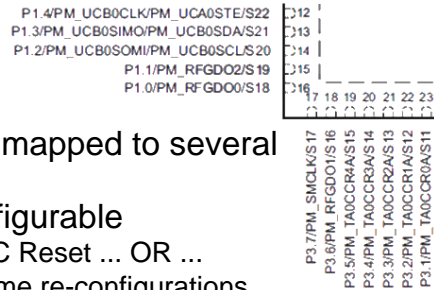 P1.4/PM_UCB0CLK/PM_UCA0STE/S22 12
P1.3/PM_UCB0SIMO/PM_UCB0SDA/S21 13
P1.2/PM_UCB0SOMI/PM_UCB0SCL/S20 14
P1.1/PM_RFGDO2/S19 15
P1.0/PM_RFGDO0/S18 16
17 18 19 20 21 22 23
P3.7/PM_SMCLK/S17
P3.6/PM_RFGDO1/S16
P3.5/PM_TA0CCR4A/S15
P3.4/PM_TA0CCR3A/S14
P3.3/PM_TA0CCR2A/S13
P3.2/PM_TA0CCR1A/S12
P3.1/PM_TA0CCR0A/S11
mapped to several
figurable
C Reset ... OR ...
me re-configurations